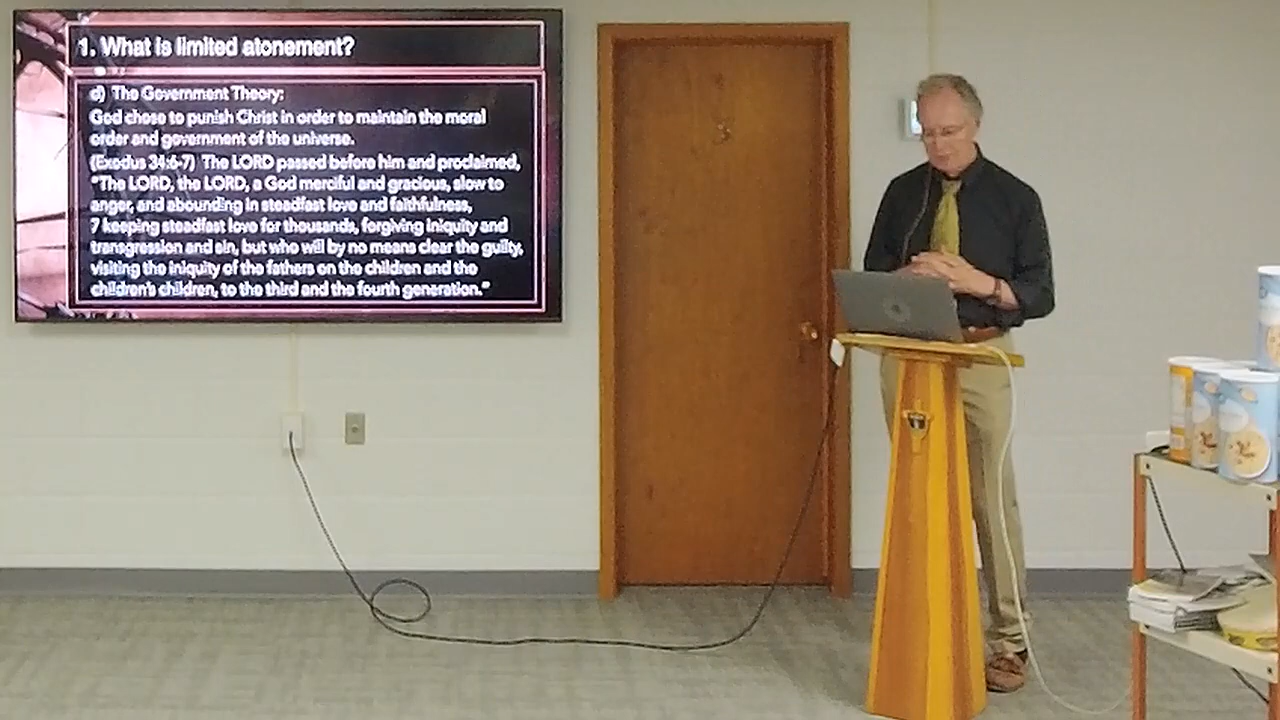 1. What is limited atonement?
d) The Government Theory:
God chose to punish Christ in order to maintain the moral
order and government of the universe.
(Exodus 34:6-7) The LORD passed before him and proclaimed,
"The LORD, the LORD, a God merciful and gracious, slow to
anger, and abounding in steadfast love and faithfulness,
7 keeping steadfast love for thousands, forgiving iniquity and
transgression and sin, but who will by no means clear the guilty,
visiting the iniquity of the fathers on the children and the
children's children, to the third and the fourth generation."